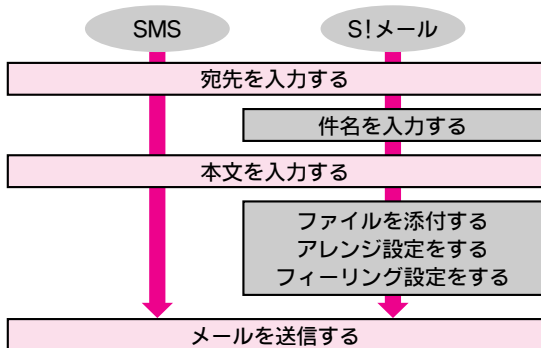 SMS
S!メール
宛先を入力する
件名を入力する
本文を入力する
ファイルを添付する
アレンジ設定をする
フィーリング設定をする
メールを送信する